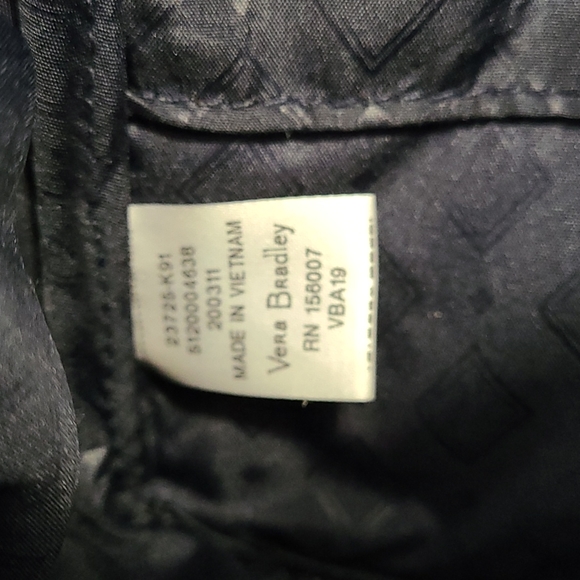 23725-K91
5120004638
200311
MADE IN VIETNAM
Vera Bradley
RN 156007
VBA19